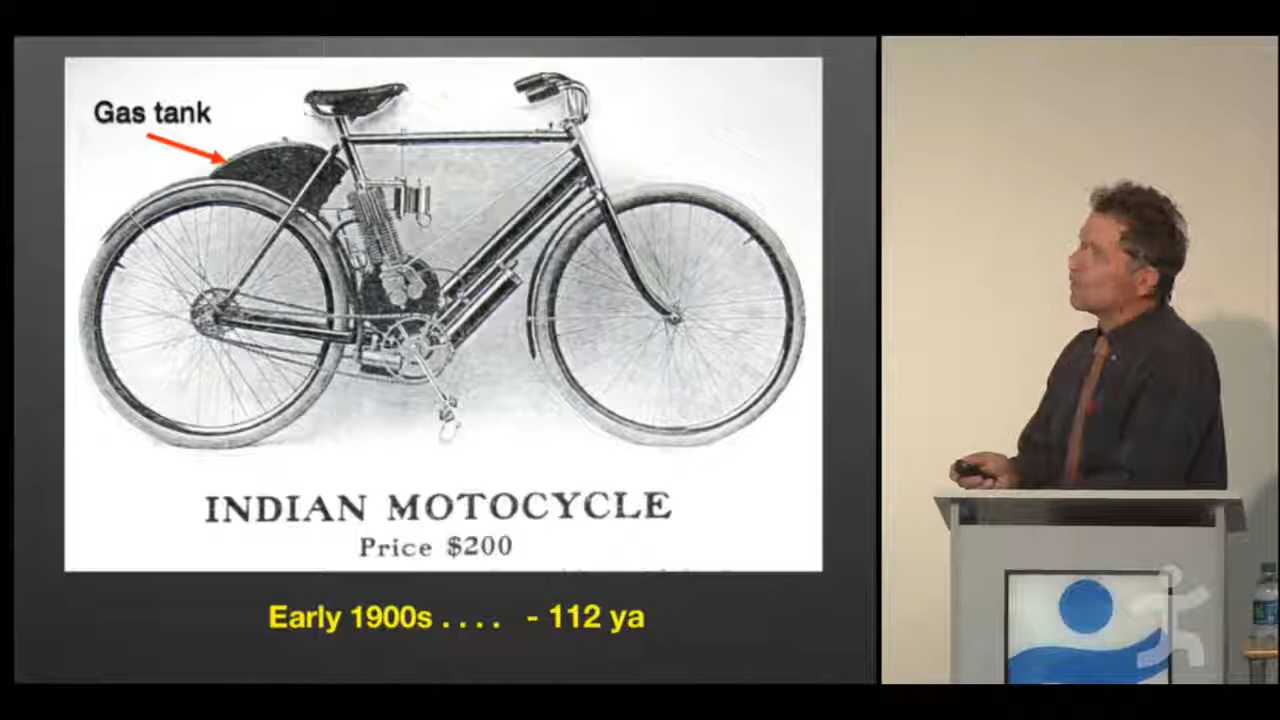 Gas tank
INDIAN MOTOCYCLE
Price $200
Early 1900s . . . . - 112 ya